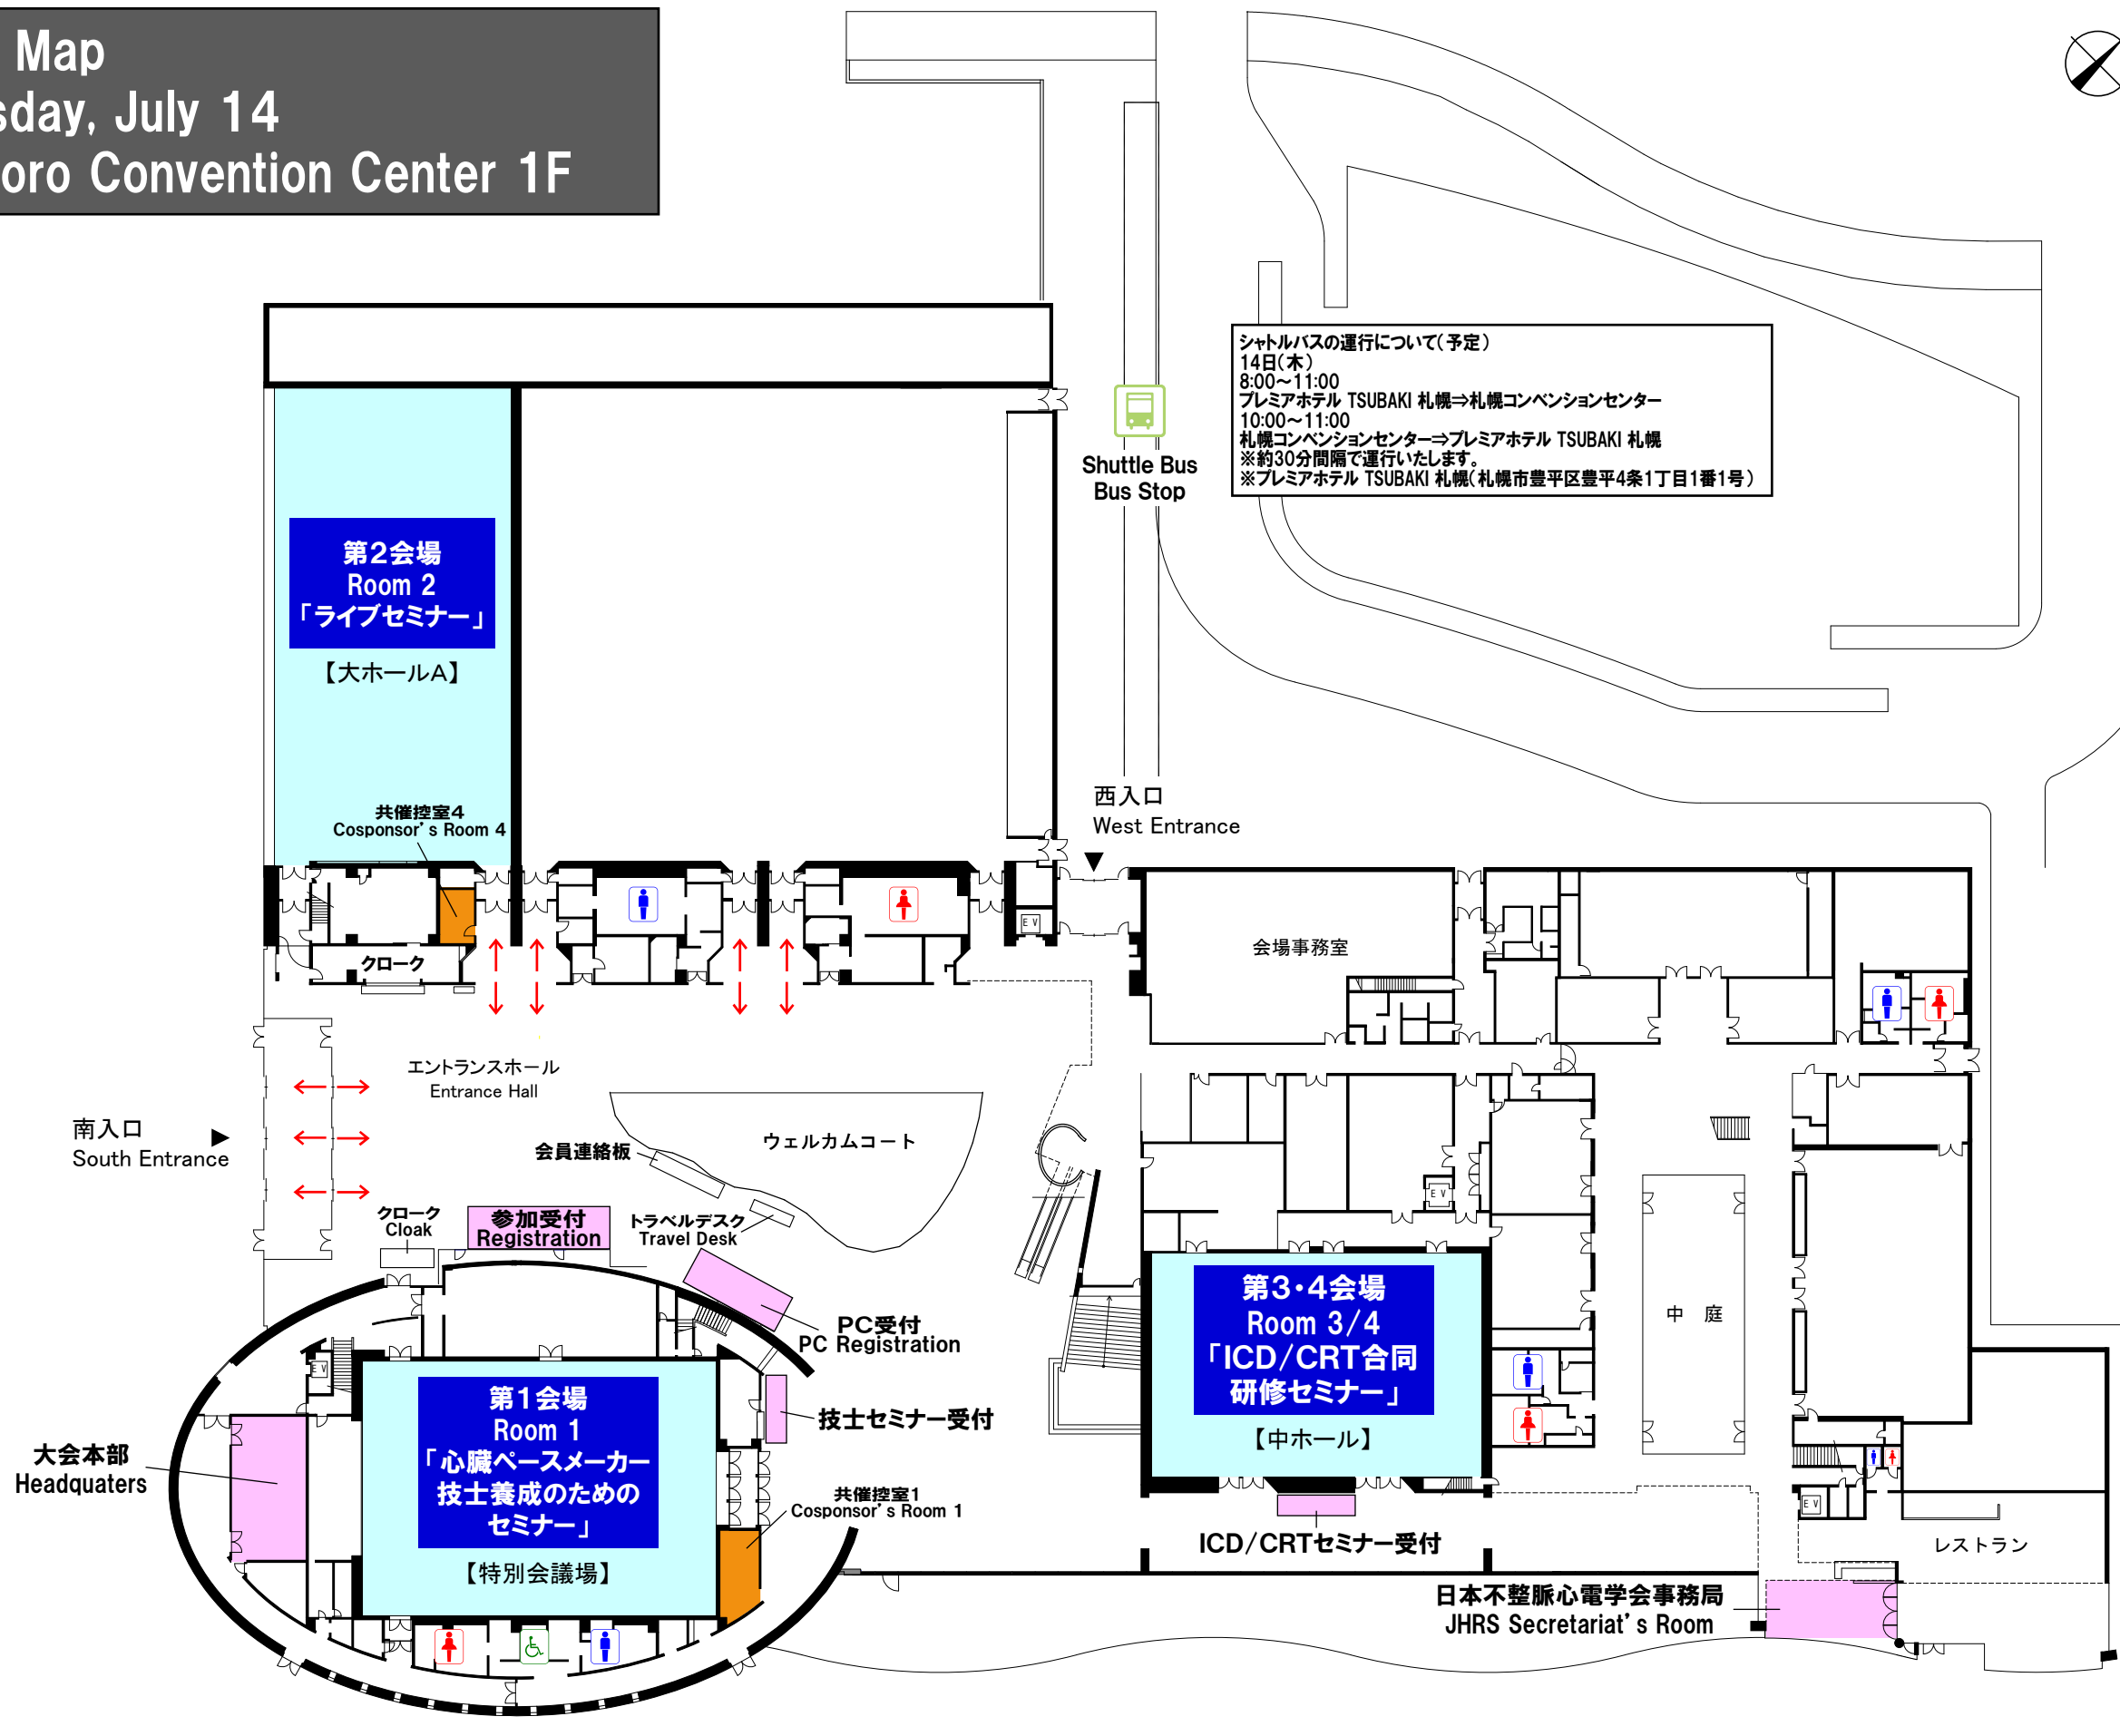 Map
sday, July 14
oro Convention Center 1F
シャトルバスの運行について(予定)
14日(木)
8:00～11:00
プレミアホテル TSUBAKI 札幌⇒札幌コンベンションセンター
10:00～11:00
札幌コンベンションセンター⇒プレミアホテル TSUBAKI 札幌
※約30分間隔で運行いたします。
※プレミアホテル TSUBAKI 札幌(札幌市豊平区豊平4条1丁目1番1号)
Shuttle Bus
Bus Stop
第2会場
Room 2
「ライブセミナー」
【大ホールA】
共催控室4
Cosponsor's Room 4
西入口
West Entrance
EV
クローク
会場事務室
エントランスホール
Entrance Hall
南入口
South Entrance
会員連絡板
ウェルカムコート
クローク
Cloak
参加受付
Registration
トラベルデスク
Travel Desk
EV
PC受付
PC Registration
第3・4会場
Room 3/4
「ICD/CRT合同
研修セミナー」
【中ホール】
中 庭
EV
第1会場
Room 1
「心臓ペースメーカー
技士養成のための
セミナー」
【特別会議場】
技士セミナー受付
大会本部
Headquaters
共催控室1
Cosponsor's Room 1
ICD/CRTセミナー受付
EV
レストラン
日本不整脈心電学会事務局
JHRS Secretariat's Room